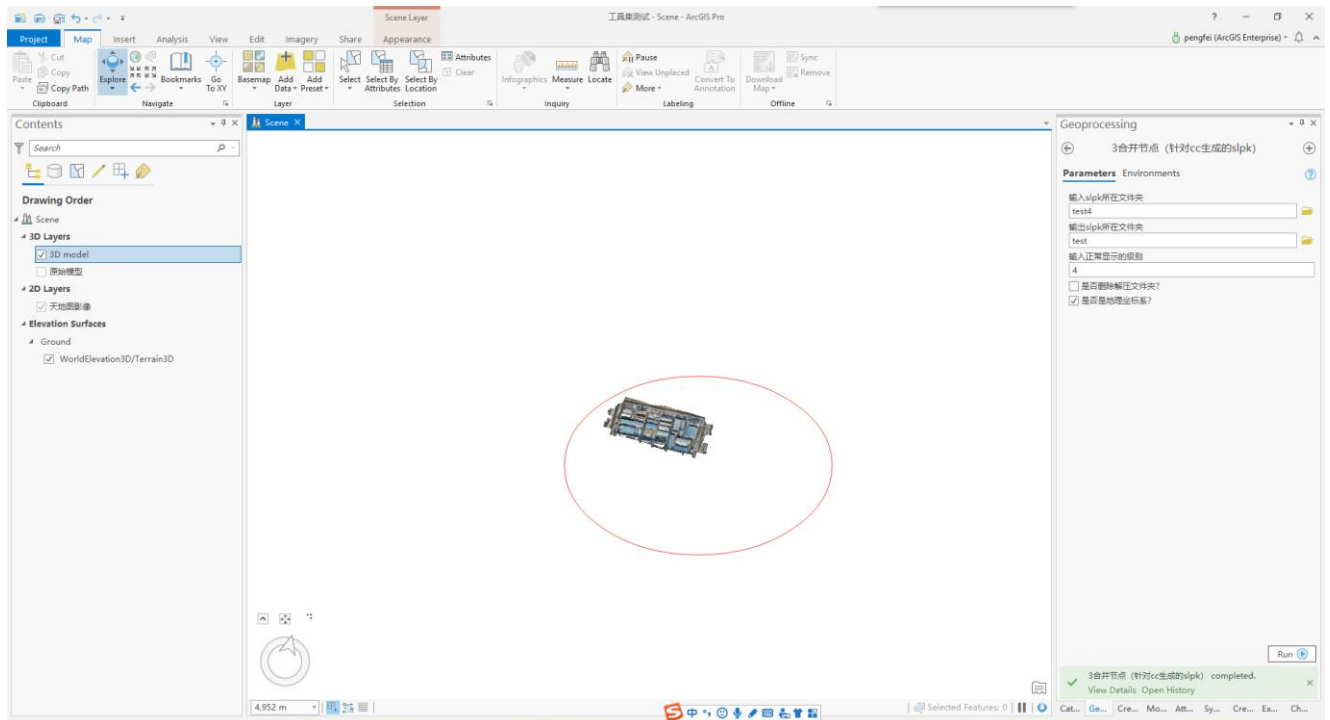 Scene Layer
工具集测试 - Scene - ArcGIS Pro
Project Map Insert Analysis View Edit Imagery Share Appearance
pengfei (ArcGIS Enterprise)
Paste
Cut
Copy
Copy Path
Clipboard
Explore
Bookmarks
Go To XY
Navigate
Basemap
Add Data
Add Preset
Layer
Select
Select By Attributes
Select By Location
Attributes
Clear
Selection
Infographics
Measure
Locate
Inquiry
Pause
View Unplaced
More
Convert To Annotation
Labeling
Download Map
Sync
Remove
Offline
Contents
Search
Drawing Order
Scene
3D Layers
3D model
原始模型
2D Layers
天地图影像
Elevation Surfaces
Ground
WorldElevation3D/Terrain3D
Scene
4,952 m
中
Selected Features: 0
Geoprocessing
3合并节点（针对cc生成的slpk）
Parameters Environments
输入slpk所在文件夹
test4
输出slpk所在文件夹
test
输入正常显示的级别
4
是否删除解压文件夹?
是否是地理坐标系?
Run
3合并节点（针对cc生成的slpk） completed.
View Details Open History
Cat... Ge... Cre... Mo... Att... Sy... Cre... Ex... Ch...